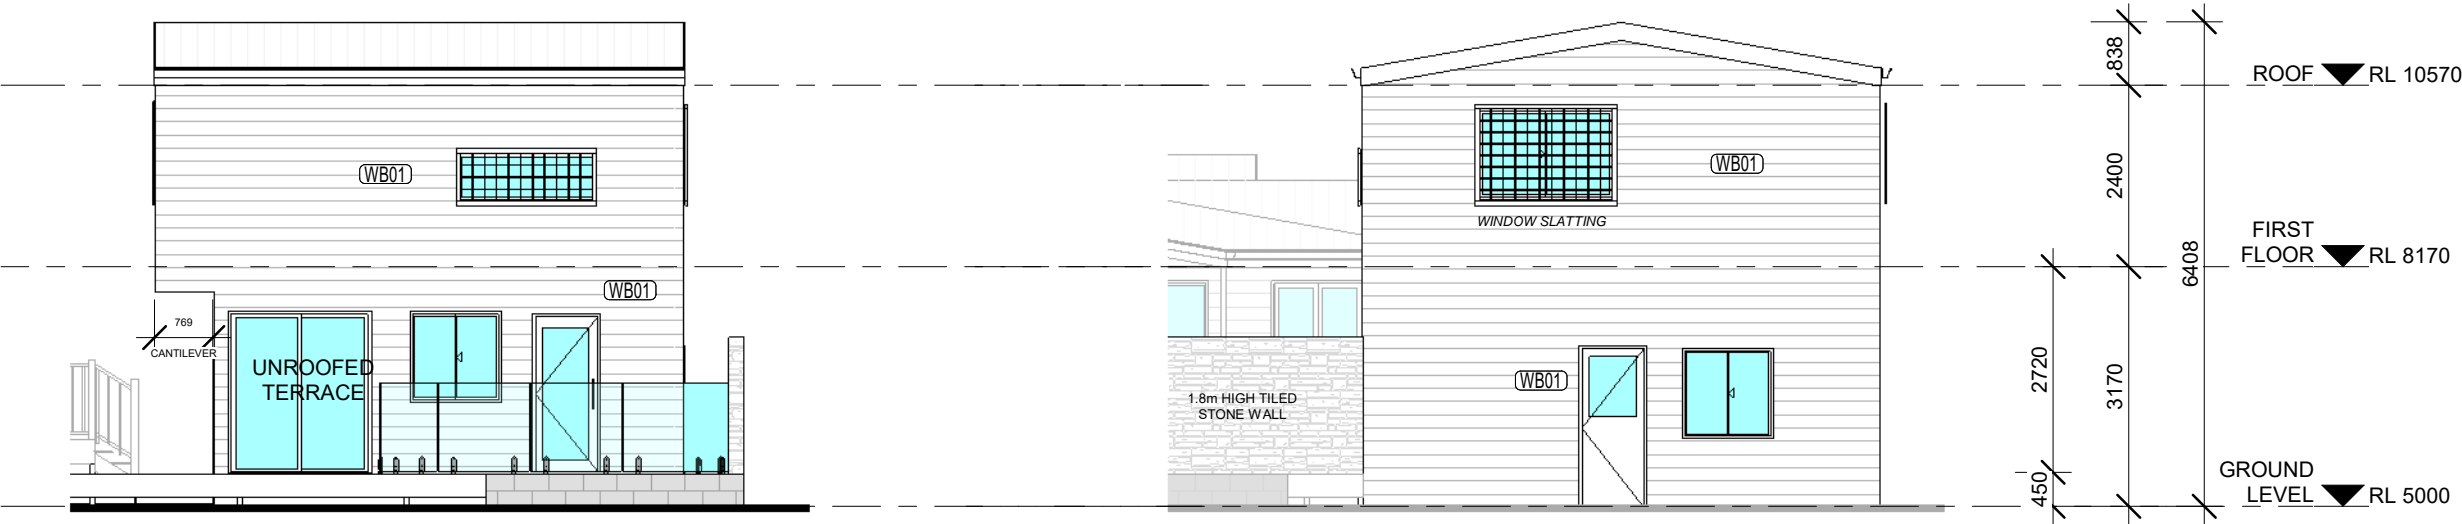 WB01
WB01
769
CANTILEVER
UNROOFED
TERRACE
WB01
WINDOW SLATTING
WB01
1.8m HIGH TILED
STONE WALL
838
2400
6408
2720
3170
450
ROOF RL 10570
FIRST
FLOOR RL 8170
GROUND
LEVEL RL 5000